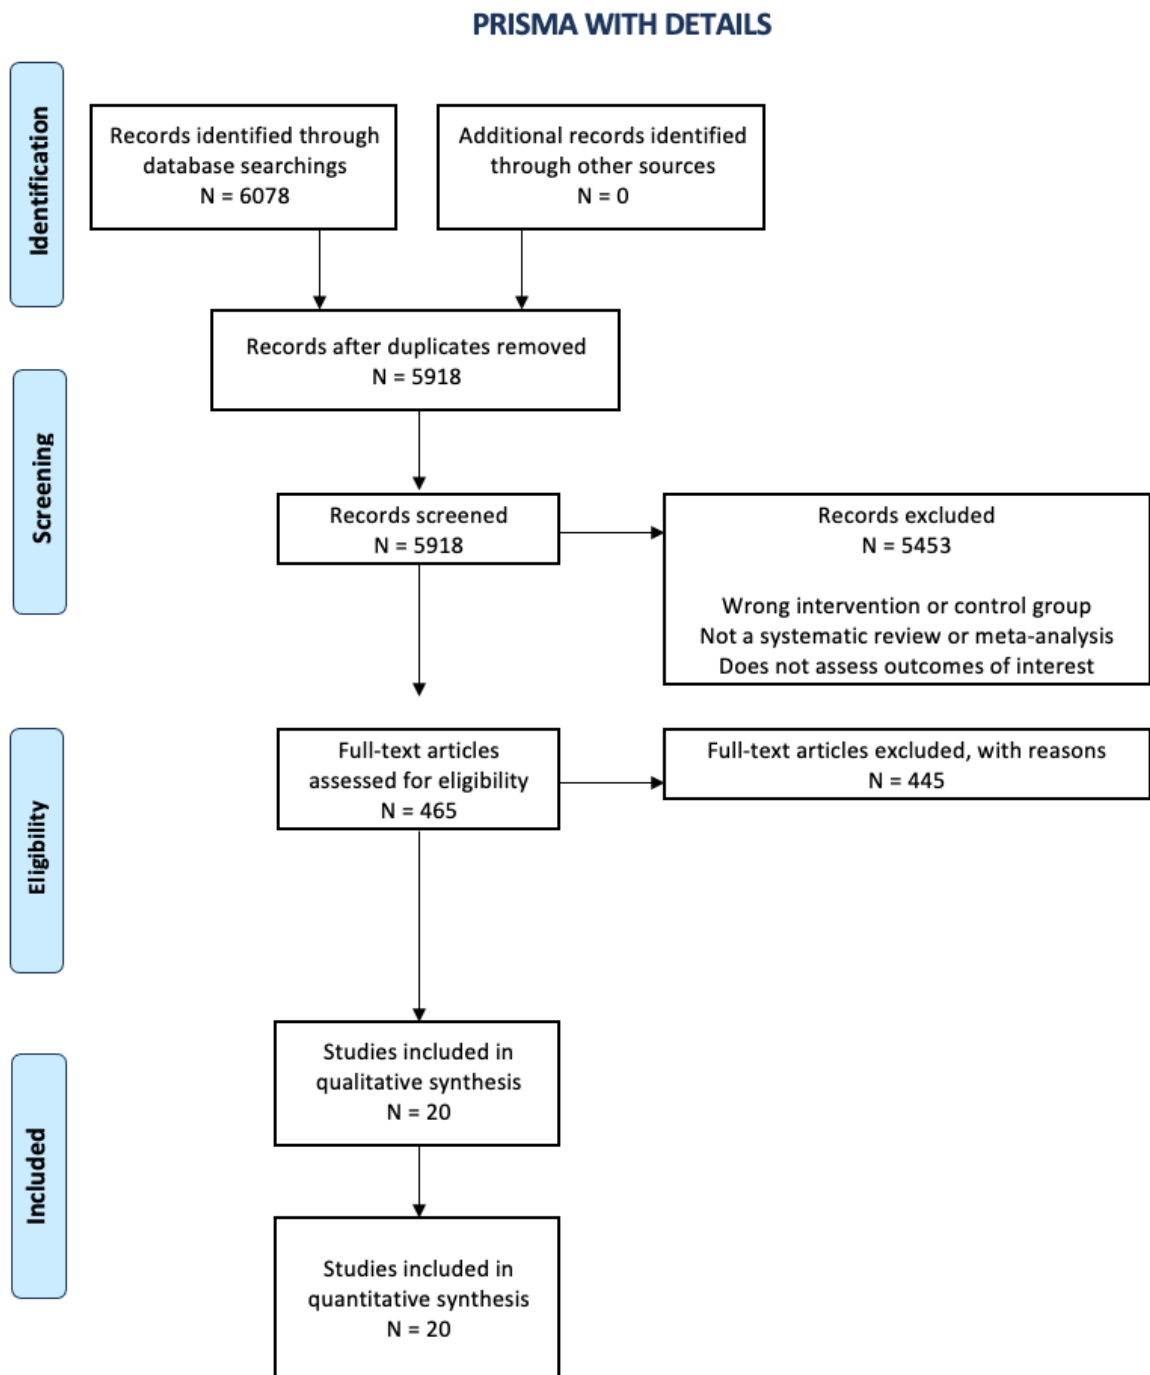 PRISMA WITH DETAILS
Identification
Records identified through
database searchings
N = 6078
Additional records identified
through other sources
N = 0
Records after duplicates removed
N = 5918
Screening
Records screened
N = 5918
Records excluded
N = 5453
Wrong intervention or control group
Not a systematic review or meta-analysis
Does not assess outcomes of interest
Eligibility
Full-text articles
assessed for eligibility
N = 465
Full-text articles excluded, with reasons
N = 445
Included
Studies included in
qualitative synthesis
N = 20
Studies included in
quantitative synthesis
N = 20